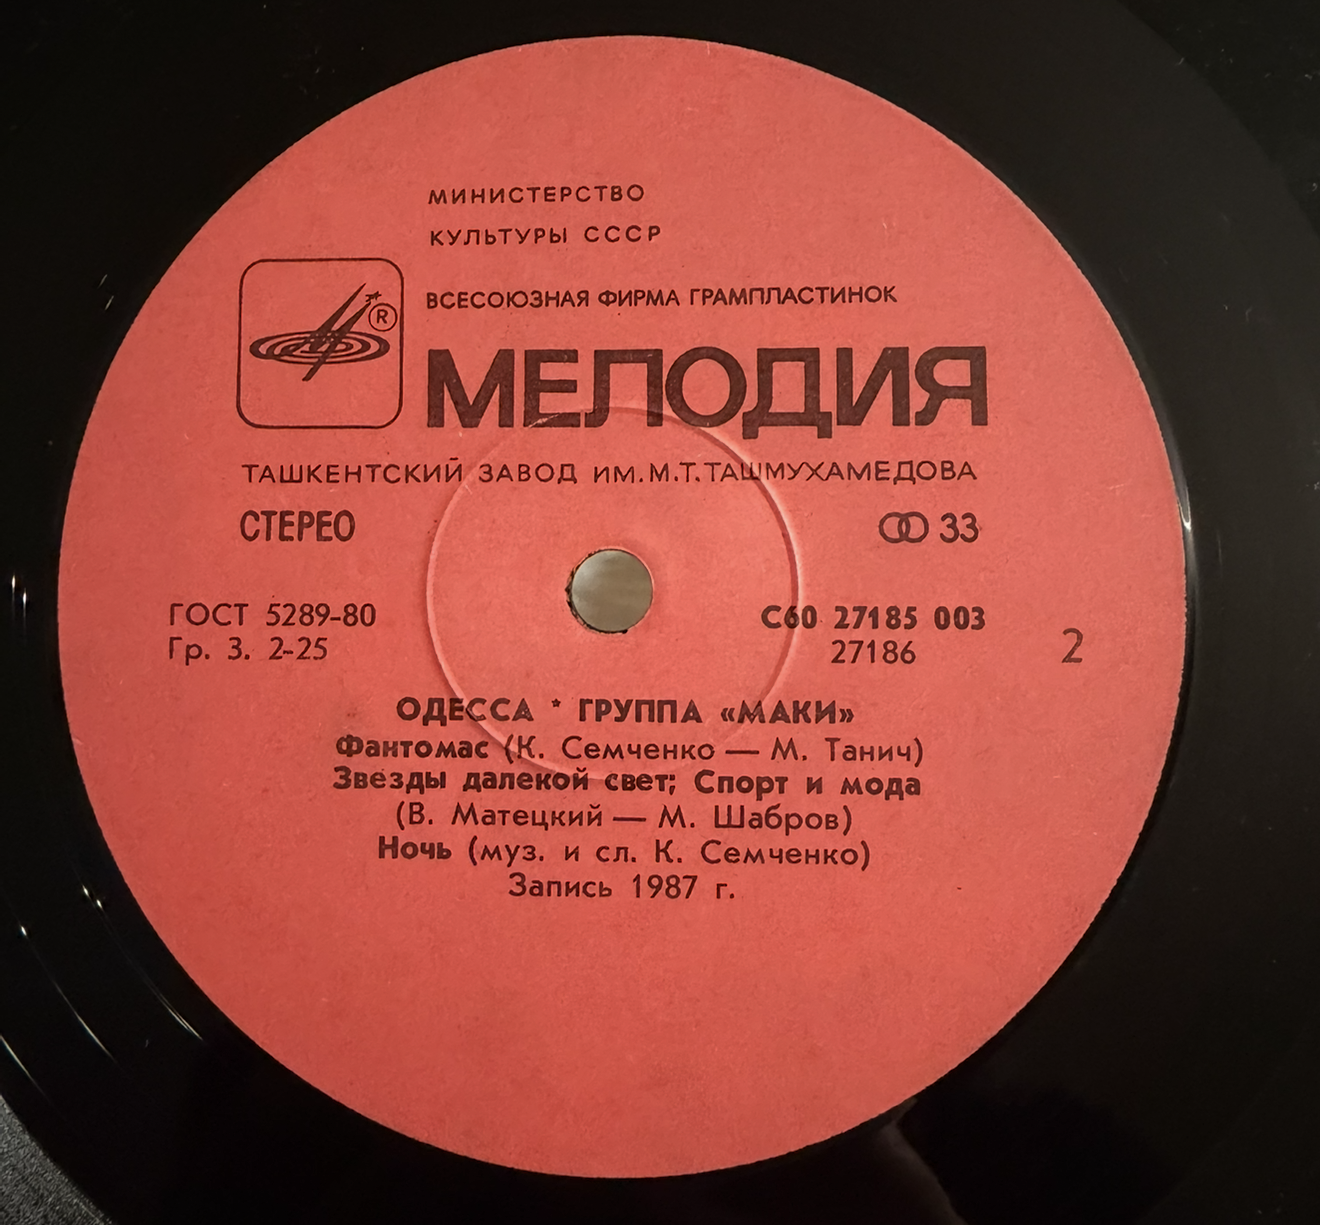 МИНИСТЕРСТВО
КУЛЬТУРЫ СССР
ВСЕСОЮЗНАЯ ФИРМА ГРАМПЛАСТИНОК
®
МЕЛОДИЯ
ТАШКЕНТСКИЙ ЗАВОД ИМ. М.Т. ТАШМУХАМЕДОВА
СТЕРЕО
33
ГОСТ 5289-80
С60 27185 003
Гр. 3. 2-25
27186
2
ОДЕССА * ГРУППА «МАКИ»
Фантомас (К. Семченко — М. Танич)
Звезды далекой свет; Спорт и мода
(В. Матецкий — М. Шабров)
Ночь (муз. и сл. К. Семченко)
Запись 1987 г.